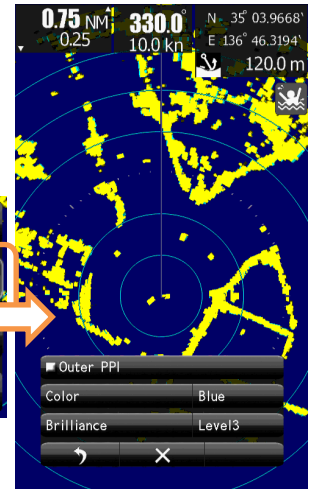 0.75 NM 330.0° N 35° 03.9668'
0.25 10.0 kn E 136° 46.3194'
120.0 m
Outer PPI
Color Blue
Brilliance Level3